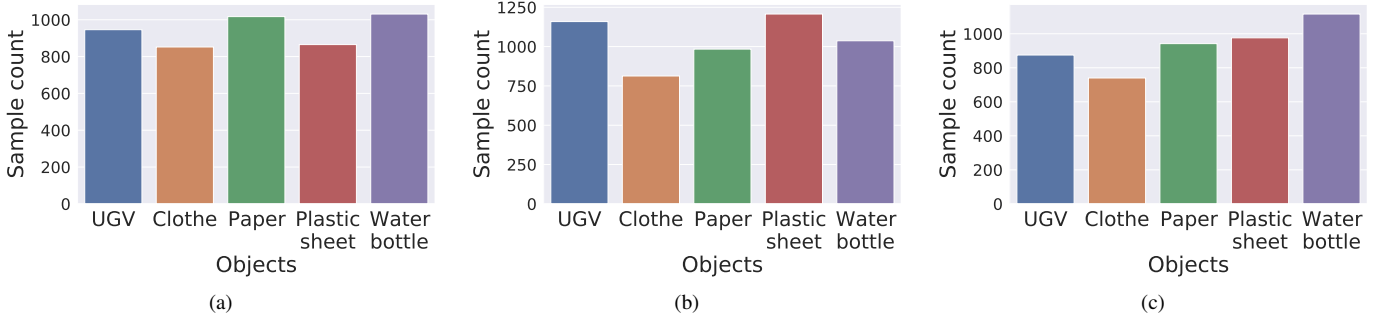 Sample count
1000
800
600
400
200
0
UGV Clothe Paper Plastic sheet Water bottle
Objects
(a)
Sample count
1250
1000
750
500
250
0
UGV Clothe Paper Plastic sheet Water bottle
Objects
(b)
Sample count
1000
800
600
400
200
0
UGV Clothe Paper Plastic sheet Water bottle
Objects
(c)